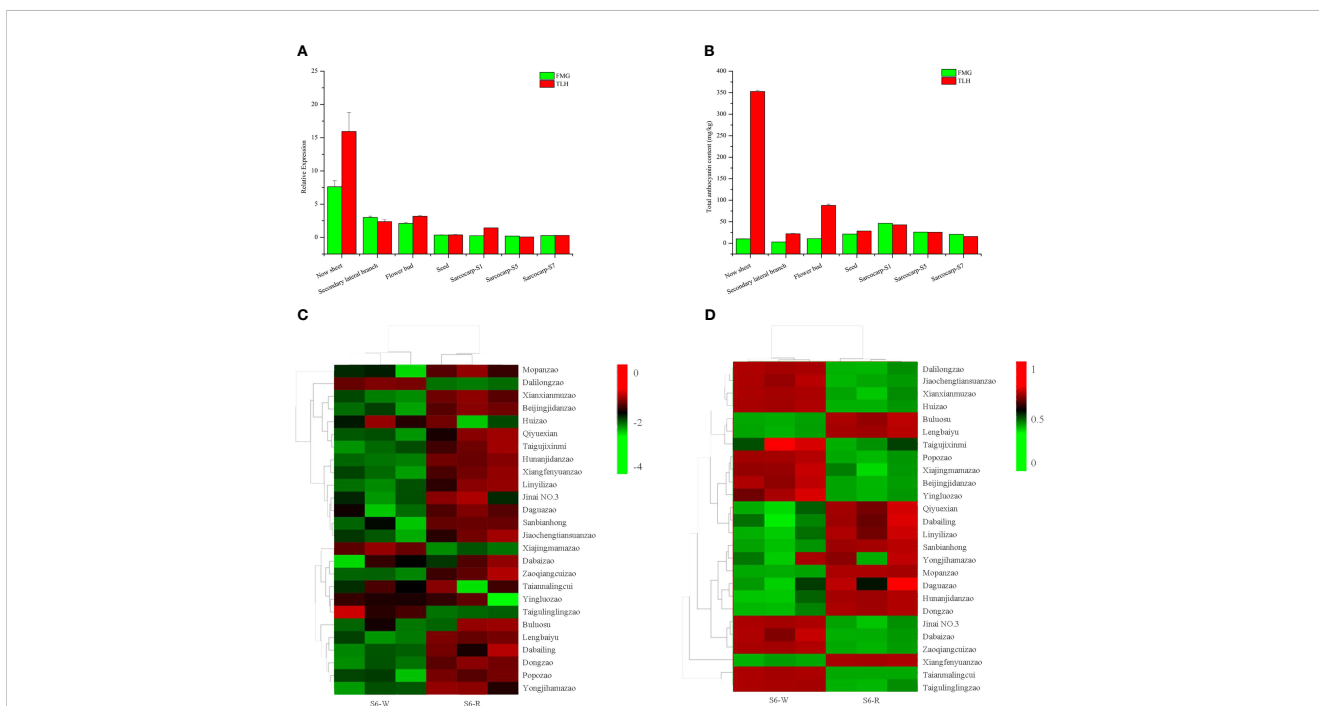 A
25
20
15
10
5
0
Relative Expression
FMG
TLH
New shert
Secondary lateral branch
Flower bud
Seed
Sarcocarp-S1
Sarcocarp-S5
Sarcocarp-S7
B
400
350
300
250
200
150
100
50
0
Total anthocyanin content (mg/kg)
FMG
TLH
New shert
Secondary lateral branch
Flower bud
Seed
Sarcocarp-S1
Sarcocarp-S5
Sarcocarp-S7
C
Mopanzao
Dalilongzao
Xianxianmuzao
Beijingjidanzao
Huizao
Qiyuexian
Taigujixinmi
Hunanjidanzao
Xiangfenyuanzao
Linyilizao
Jinai NO.3
Daguazao
Sanbianhong
Jiaochengtiansuanzao
Xiajingmamazao
Dabaizao
Zaoqiangcuizao
Taianmalingcui
Yingluozao
Taigulinglingzao
Buluosu
Lengbaiyu
Dabailing
Dongzao
Popozao
Yongjihamazao
S6-W
S6-R
0
-2
-4
D
Dalilongzao
Jiaochengtiansuanzao
Xianxianmuzao
Huizao
Buluosu
Lengbaiyu
Taigujixinmi
Popozao
Xiajingmamazao
Beijingjidanzao
Yingluozao
Qiyuexian
Dabailing
Linyilizao
Sanbianhong
Yongjihamazao
Mopanzao
Daguazao
Hunanjidanzao
Dongzao
Jinai NO.3
Dabaizao
Zaoqiangcuizao
Xiangfenyuanzao
Taianmalingcui
Taigulinglingzao
S6-W
S6-R
1
0.5
0